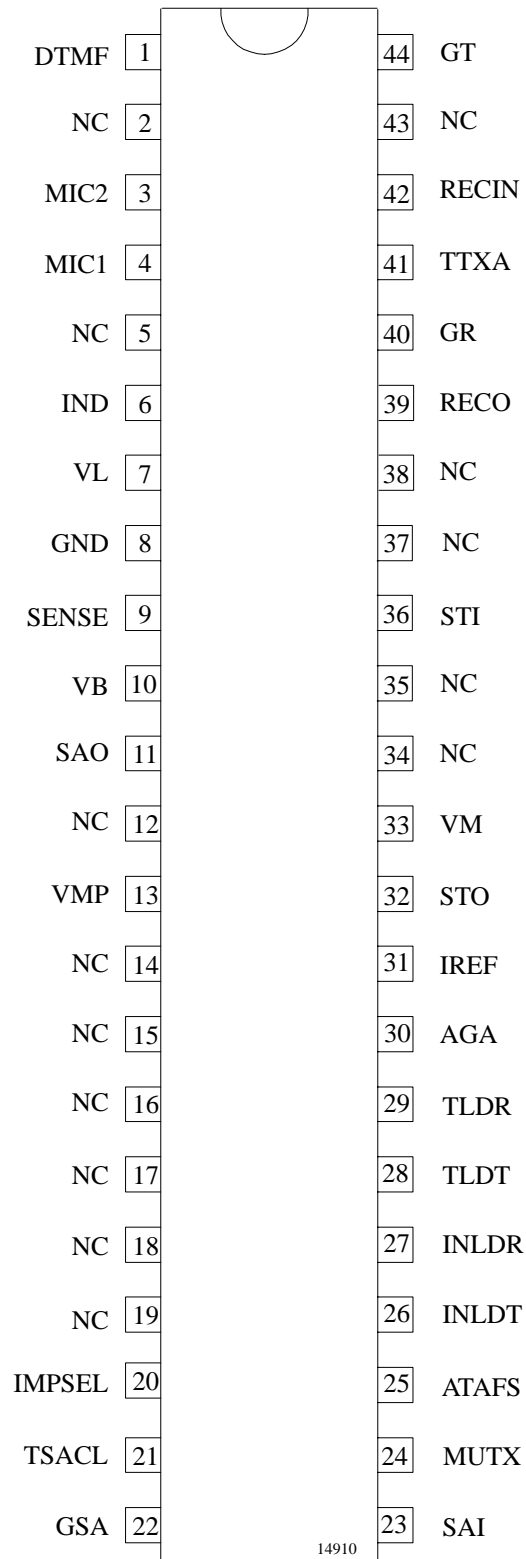 DTMF 1 44 GT
NC 2 43 NC
MIC2 3 42 RECIN
MIC1 4 41 TTXA
NC 5 40 GR
IND 6 39 RECO
VL 7 38 NC
GND 8 37 NC
SENSE 9 36 STI
VB 10 35 NC
SAO 11 34 NC
NC 12 33 VM
VMP 13 32 STO
NC 14 31 IREF
NC 15 30 AGA
NC 16 29 TLDR
NC 17 28 TLDT
NC 18 27 INLDR
NC 19 26 INLDT
IMPSEL 20 25 ATAFS
TSACL 21 24 MUTX
GSA 22 23 SAI
14910